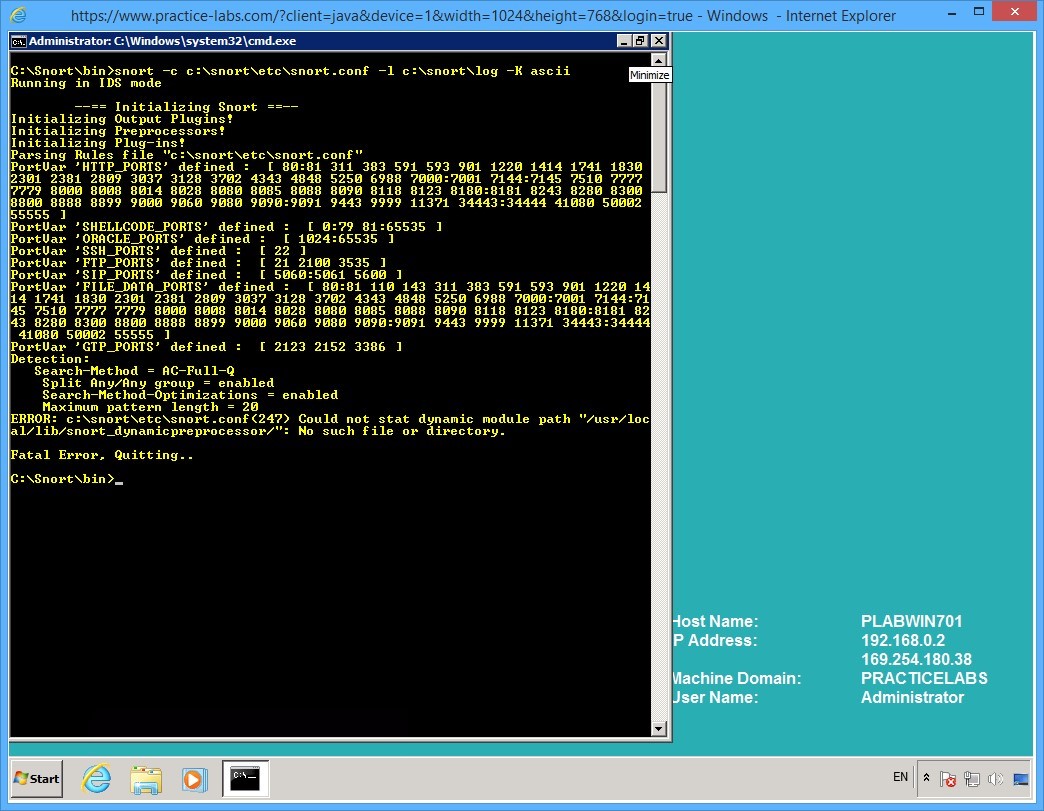 https://www.practice-labs.com/?client=java&device=1&width=1024&height=768&login=true - Windows - Internet Explorer
Administrator: C:\Windows\system32\cmd.exe
Minimize
C:\Snort\bin>snort -c c:\snort\etc\snort.conf -l c:\snort\log -K ascii
Running in IDS mode
--== Initializing Snort ==--
Initializing Output Plugins!
Initializing Preprocessors!
Initializing Plug-ins!
Parsing Rules file "c:\snort\etc\snort.conf"
PortVar 'HTTP_PORTS' defined :  [ 80:81 311 383 591 593 901 1220 1414 1741 1830
2301 2381 2809 3037 3128 3702 4343 4848 5250 6988 7000:7001 7144:7145 7510 7777
7779 8000 8008 8014 8028 8080 8085 8088 8090 8118 8123 8180:8181 8243 8280 8300
8800 8888 8899 9000 9060 9080 9090:9091 9443 9999 11371 34443:34444 41080 50002
55555 ]
PortVar 'SHELLCODE_PORTS' defined :  [ 0:79 81:65535 ]
PortVar 'ORACLE_PORTS' defined :  [ 1024:65535 ]
PortVar 'SSH_PORTS' defined :  [ 22 ]
PortVar 'FTP_PORTS' defined :  [ 21 2100 3535 ]
PortVar 'SIP_PORTS' defined :  [ 5060:5061 5600 ]
PortVar 'FILE_DATA_PORTS' defined :  [ 80:81 110 143 311 383 591 593 901 1220 14
14 1741 1830 2301 2381 2809 3037 3128 3702 4343 4848 5250 6988 7000:7001 7144:71
45 7510 7777 7779 8000 8008 8014 8028 8080 8085 8088 8090 8118 8123 8180:8181 82
43 8280 8300 8800 8888 8899 9000 9060 9080 9090:9091 9443 9999 11371 34443:34444
41080 50002 55555 ]
PortVar 'GTP_PORTS' defined :  [ 2123 2152 3386 ]
Detection:
Search-Method = AC-Full-Q
Split Any/Any group = enabled
Search-Method-Optimizations = enabled
Maximum pattern length = 20
ERROR: c:\snort\etc\snort.conf(247) Could not stat dynamic module path "/usr/loc
al/lib/snort_dynamicpreprocessor/": No such file or directory.
Fatal Error, Quitting..
C:\Snort\bin>_
Host Name: PLABWIN701
IP Address: 192.168.0.2
169.254.180.38
Machine Domain: PRACTICELABS
User Name: Administrator
Start
C:\
EN